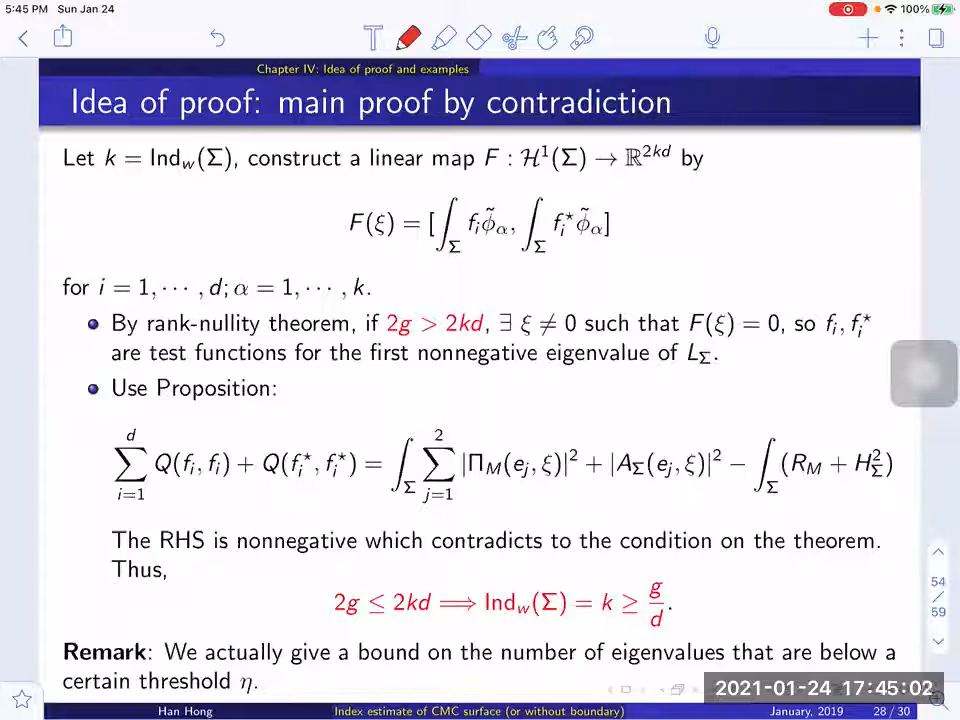 5:45 PM Sun Jan 24
100%
Chapter IV: Idea of proof and examples
Idea of proof: main proof by contradiction
Let k = Ind_w(Σ), construct a linear map F : ℋ¹(Σ) → ℝ^{2kd} by
F(ξ) = [∫_Σ f_i φ̃_α, ∫_Σ f_i^⋆ φ̃_α]
for i = 1, ⋯ , d; α = 1, ⋯ , k.
By rank-nullity theorem, if 2g > 2kd, ∃ ξ ≠ 0 such that F(ξ) = 0, so f_i, f_i^⋆
are test functions for the first nonnegative eigenvalue of L_Σ.
Use Proposition:
∑_{i=1}^{d} Q(f_i, f_i) + Q(f_i^⋆, f_i^⋆) = ∫_Σ ∑_{j=1}^{2} |Π_M(e_j, ξ)|² + |A_Σ(e_j, ξ)|² − ∫_Σ (R_M + H_Σ²)
The RHS is nonnegative which contradicts to the condition on the theorem.
Thus,
2g ≤ 2kd ⟹ Ind_w(Σ) = k ≥ g/d.
Remark: We actually give a bound on the number of eigenvalues that are below a
certain threshold η.
54
/
59
2021-01-24 17:45:02
Han Hong Index estimate of CMC surface (or without boundary) January, 2019 28 / 30